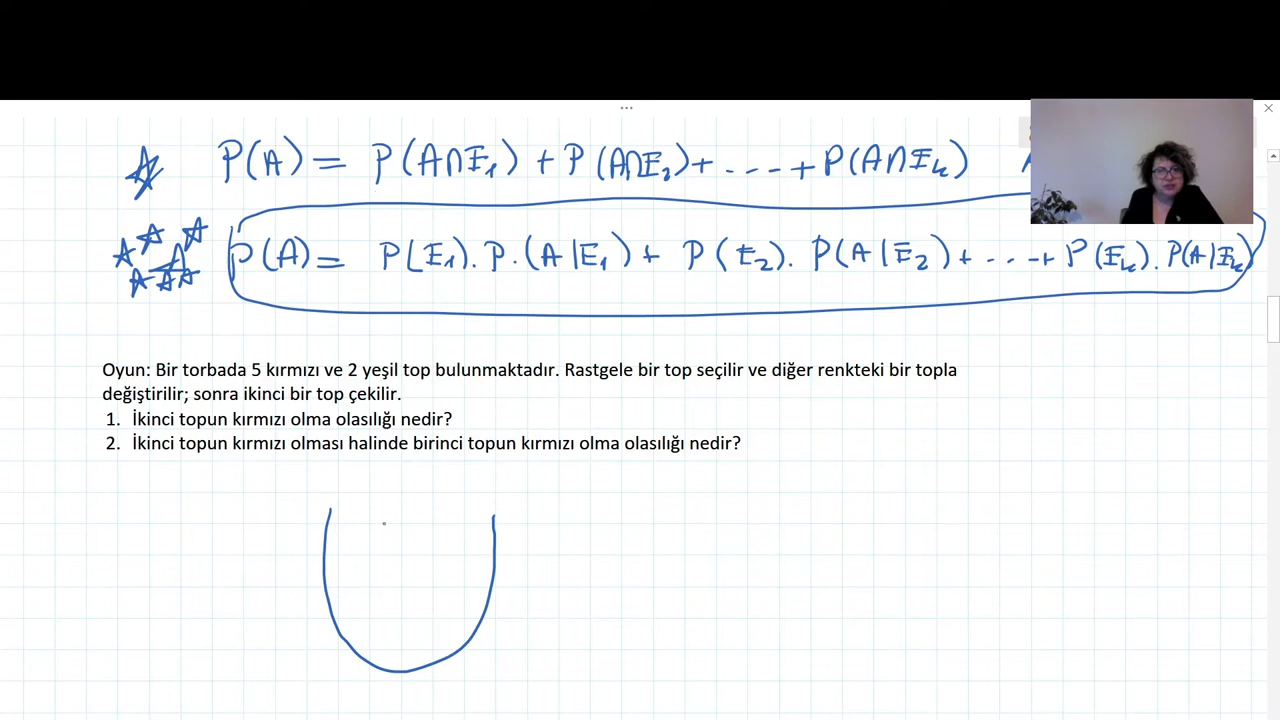 P(A) = P(A∩E₁) + P(A∩E₂) + ... + P(A∩Eₖ)
P(A) = P(E₁). P.(A|E₁) + P(E₂). P(A|E₂) + ... + P(Eₖ). P(A|Eₖ)
Oyun: Bir torbada 5 kırmızı ve 2 yeşil top bulunmaktadır. Rastgele bir top seçilir ve diğer renkteki bir topla
değiştirilir; sonra ikinci bir top çekilir.
1. İkinci topun kırmızı olma olasılığı nedir?
2. İkinci topun kırmızı olması halinde birinci topun kırmızı olma olasılığı nedir?